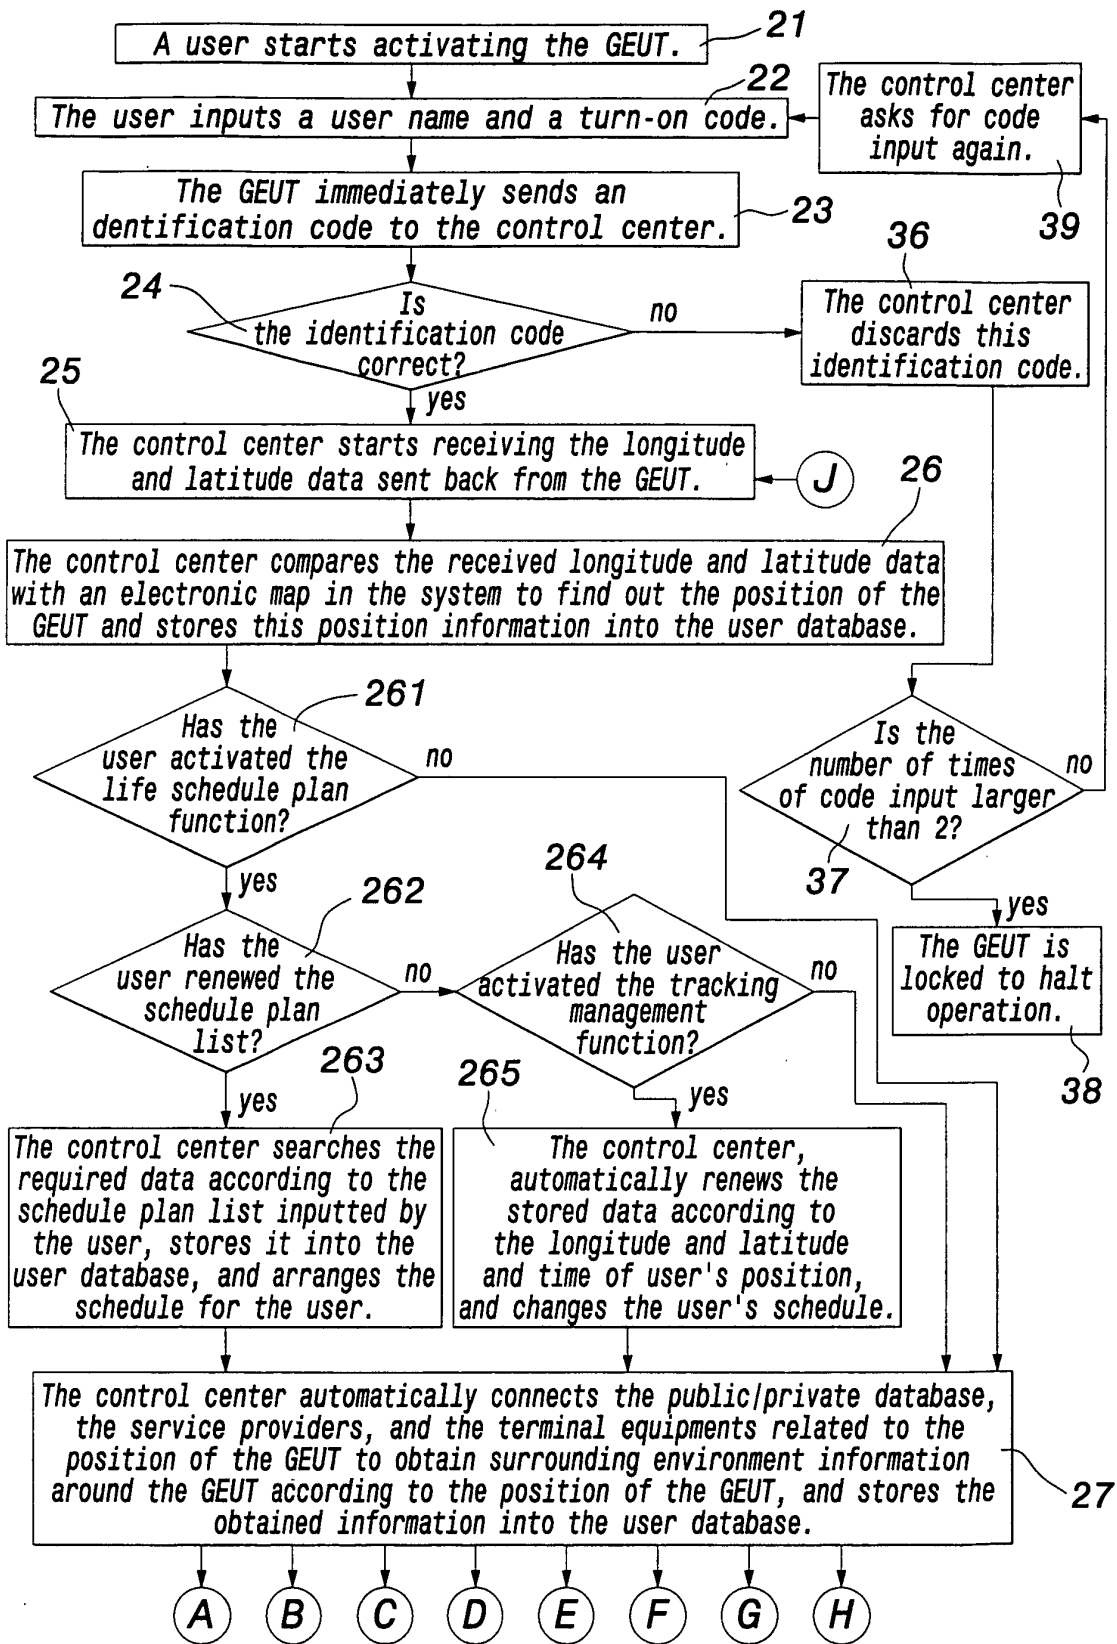 A user starts activating the GEUT.
21
The user inputs a user name and a turn-on code.
22
The control center
asks for code
input again.
39
The GEUT immediately sends an
dentification code to the control center.
23
24
Is
the identification code
correct?
no
yes
36
The control center
discards this
identification code.
25
The control center starts receiving the longitude
and latitude data sent back from the GEUT.
J
26
The control center compares the received longitude and latitude data
with an electronic map in the system to find out the position of the
GEUT and stores this position information into the user database.
261
Has the
user activated the
life schedule plan
function?
no
yes
Is the
number of times
of code input larger
than 2?
no
37
yes
The GEUT is
locked to halt
operation.
38
262
Has the
user renewed the
schedule plan
list?
no
yes
264
Has the user
activated the tracking
management
function?
no
yes
263
The control center searches the
required data according to the
schedule plan list inputted by
the user, stores it into the
user database, and arranges the
schedule for the user.
265
The control center,
automatically renews the
stored data according to
the longitude and latitude
and time of user's position,
and changes the user's schedule.
The control center automatically connects the public/private database,
the service providers, and the terminal equipments related to the
position of the GEUT to obtain surrounding environment information
around the GEUT according to the position of the GEUT, and stores the
obtained information into the user database.
27
A B C D E F G H